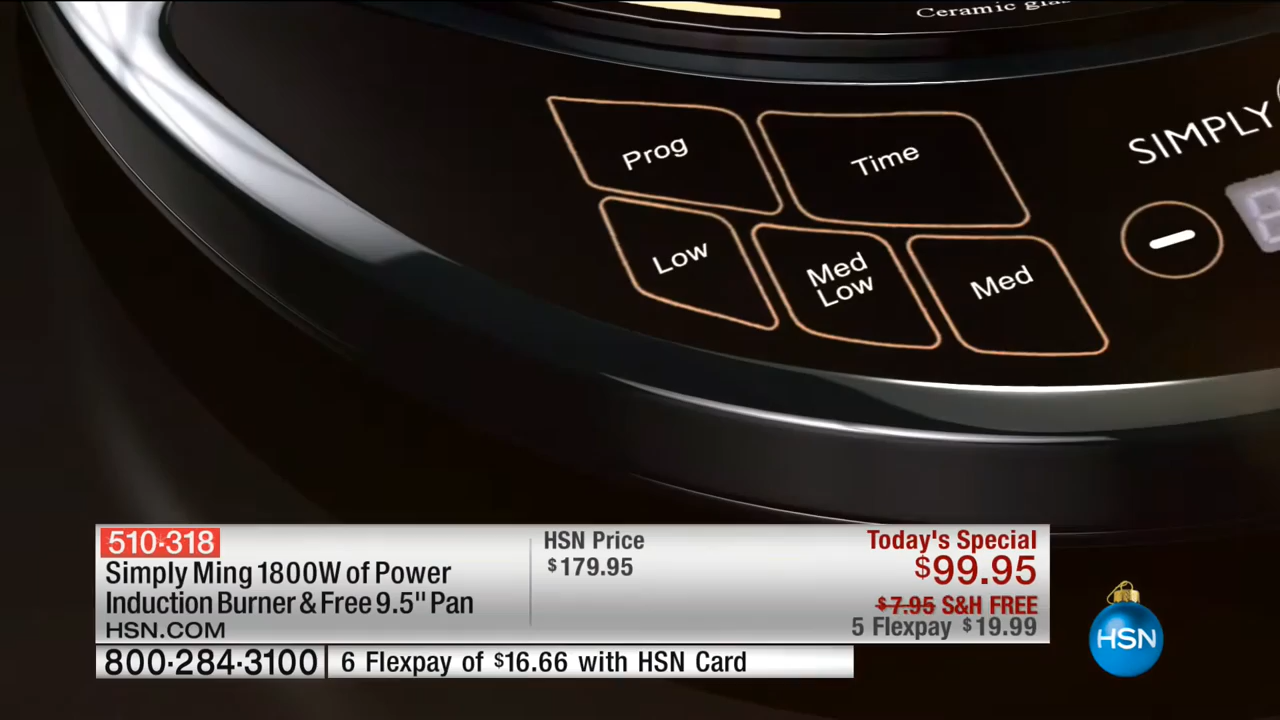 Ceramic
Prog
Time
SIMPLY
Low
Med
Low
Med
510-318
Simply Ming 1800W of Power
Induction Burner & Free 9.5" Pan
HSN.COM
HSN Price
$179.95
Today's Special
$99.95
$7.95 S&H FREE
5 Flexpay $19.99
800·284·3100
6 Flexpay of $16.66 with HSN Card
HSN